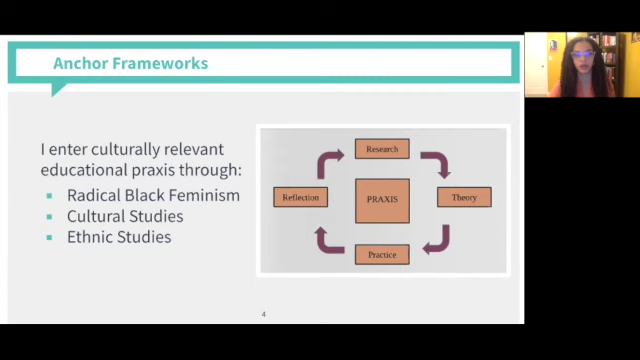 Anchor Frameworks
I enter culturally relevant
educational praxis through:
Radical Black Feminism
Cultural Studies
Ethnic Studies
Research
Reflection
PRAXIS
Theory
Practice
4